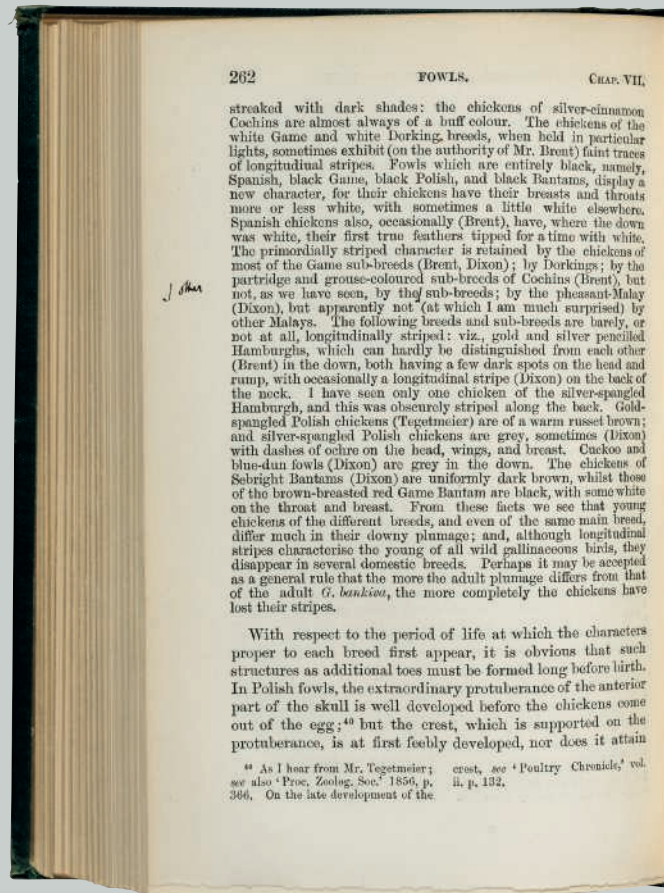 262 FOWLS. CHAP. VII.
streaked with dark shades: the chickens of silver-cinnamon
Cochins are almost always of a buff colour. The chickens of the
white Game and white Dorking, breeds, when held in particular
lights, sometimes exhibit (on the authority of Mr. Brent) faint traces
of longitudinal stripes. Fowls which are entirely black, namely,
Spanish, black Game, black Polish, and black Bantams, display a
new character, for their chickens have their breasts and throats
more or less white, with sometimes a little white elsewhere.
Spanish chickens also, occasionally (Brent), have, where the down
was white, their first true feathers tipped for a time with white.
The primordially striped character is retained by the chickens of
most of the Game sub-breeds (Brent, Dixon); by Dorkings; by the
partridge and grouse-coloured sub-breeds of Cochins (Brent), but
ʃ other
not, as we have seen, by the sub-breeds; by the pheasant-Malay
(Dixon), but apparently not (at which I am much surprised) by
other Malays. The following breeds and sub-breeds are barely, or
not at all, longitudinally striped: viz., gold and silver pencilled
Hamburghs, which can hardly be distinguished from each other
(Brent) in the down, both having a few dark spots on the head and
rump, with occasionally a longitudinal stripe (Dixon) on the back of
the neck. I have seen only one chicken of the silver-spangled
Hamburgh, and this was obscurely striped along the back. Gold-
spangled Polish chickens (Tegetmeier) are of a warm russet brown;
and silver-spangled Polish chickens are grey, sometimes (Dixon)
with dashes of ochre on the head, wings, and breast. Cuckoo and
blue-dun fowls (Dixon) are grey in the down. The chickens of
Sebright Bantams (Dixon) are uniformly dark brown, whilst those
of the brown-breasted red Game Bantam are black, with some white
on the throat and breast. From these facts we see that young
chickens of the different breeds, and even of the same main breed,
differ much in their downy plumage; and, although longitudinal
stripes characterise the young of all wild gallinaceous birds, they
disappear in several domestic breeds. Perhaps it may be accepted
as a general rule that the more the adult plumage differs from that
of the adult G. bankiva, the more completely the chickens have
lost their stripes.
With respect to the period of life at which the characters
proper to each breed first appear, it is obvious that such
structures as additional toes must be formed long before birth.
In Polish fowls, the extraordinary protuberance of the anterior
part of the skull is well developed before the chickens come
out of the egg;⁴⁰ but the crest, which is supported on the
protuberance, is at first feebly developed, nor does it attain
⁴⁰ As I hear from Mr. Tegetmeier;
see also 'Proc. Zoolog. Soc.' 1856, p.
366. On the late development of the
crest, see 'Poultry Chronicle,' vol.
ii. p. 132.